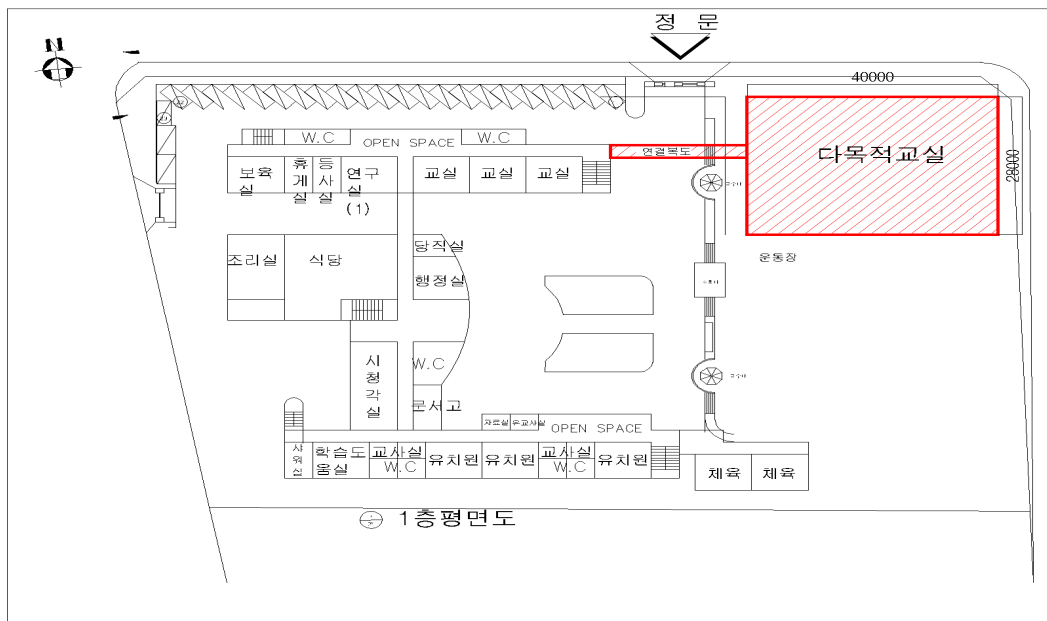 정 문
N
40000
W.C
OPEN SPACE
W.C
연결복도
다목적교실
28000
보육
실
휴게실
등사실
연구
실
(1)
교실
교실
교실
조리실
식당
당직실
행정실
운동장
시청각실
W.C
문서고
자료실
유교사실
OPEN SPACE
샤워실
학습도
움실
교사실
W.C
유치원
유치원
교사실
W.C
유치원
체육
체육
1층평면도